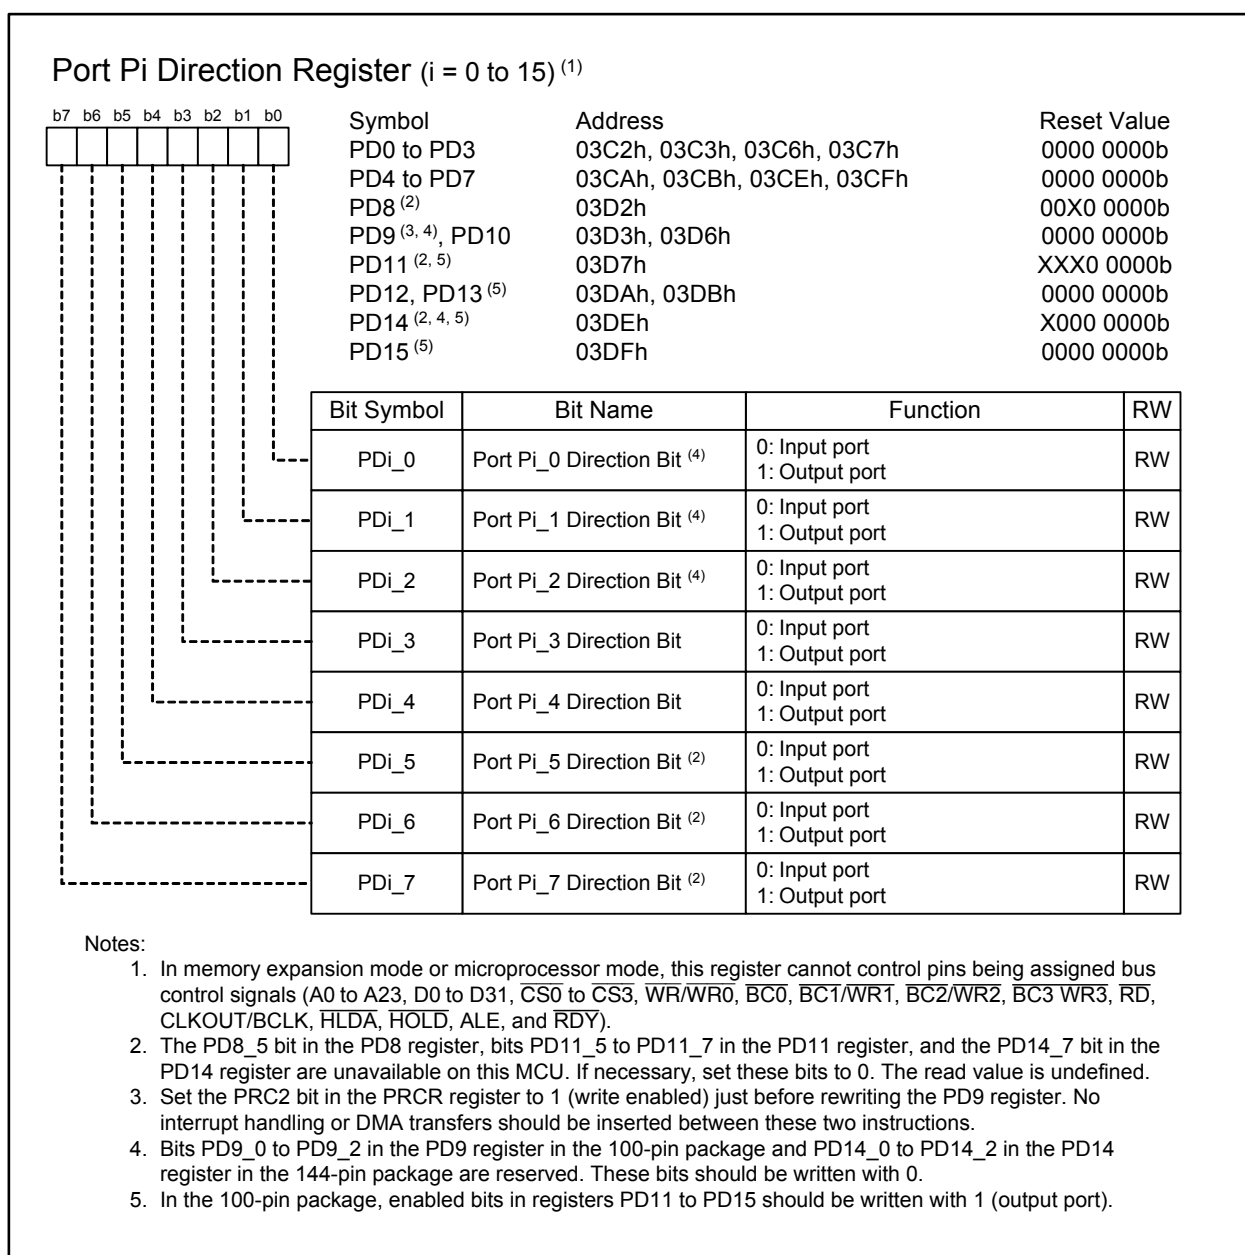 Port Pi Direction Register (i = 0 to 15) (1)
b7 b6 b5 b4 b3 b2 b1 b0
Symbol Address Reset Value
PD0 to PD3 03C2h, 03C3h, 03C6h, 03C7h 0000 0000b
PD4 to PD7 03CAh, 03CBh, 03CEh, 03CFh 0000 0000b
PD8 (2) 03D2h 00X0 0000b
PD9 (3, 4), PD10 03D3h, 03D6h 0000 0000b
PD11 (2, 5) 03D7h XXX0 0000b
PD12, PD13 (5) 03DAh, 03DBh 0000 0000b
PD14 (2, 4, 5) 03DEh X000 0000b
PD15 (5) 03DFh 0000 0000b
Bit Symbol Bit Name Function RW
PDi_0 Port Pi_0 Direction Bit (4) 0: Input port
1: Output port RW
PDi_1 Port Pi_1 Direction Bit (4) 0: Input port
1: Output port RW
PDi_2 Port Pi_2 Direction Bit (4) 0: Input port
1: Output port RW
PDi_3 Port Pi_3 Direction Bit 0: Input port
1: Output port RW
PDi_4 Port Pi_4 Direction Bit 0: Input port
1: Output port RW
PDi_5 Port Pi_5 Direction Bit (2) 0: Input port
1: Output port RW
PDi_6 Port Pi_6 Direction Bit (2) 0: Input port
1: Output port RW
PDi_7 Port Pi_7 Direction Bit (2) 0: Input port
1: Output port RW
Notes:
1. In memory expansion mode or microprocessor mode, this register cannot control pins being assigned bus
control signals (A0 to A23, D0 to D31, CS0 to CS3, WR/WR0, BC0, BC1/WR1, BC2/WR2, BC3 WR3, RD,
CLKOUT/BCLK, HLDA, HOLD, ALE, and RDY).
2. The PD8_5 bit in the PD8 register, bits PD11_5 to PD11_7 in the PD11 register, and the PD14_7 bit in the
PD14 register are unavailable on this MCU. If necessary, set these bits to 0. The read value is undefined.
3. Set the PRC2 bit in the PRCR register to 1 (write enabled) just before rewriting the PD9 register. No
interrupt handling or DMA transfers should be inserted between these two instructions.
4. Bits PD9_0 to PD9_2 in the PD9 register in the 100-pin package and PD14_0 to PD14_2 in the PD14
register in the 144-pin package are reserved. These bits should be written with 0.
5. In the 100-pin package, enabled bits in registers PD11 to PD15 should be written with 1 (output port).